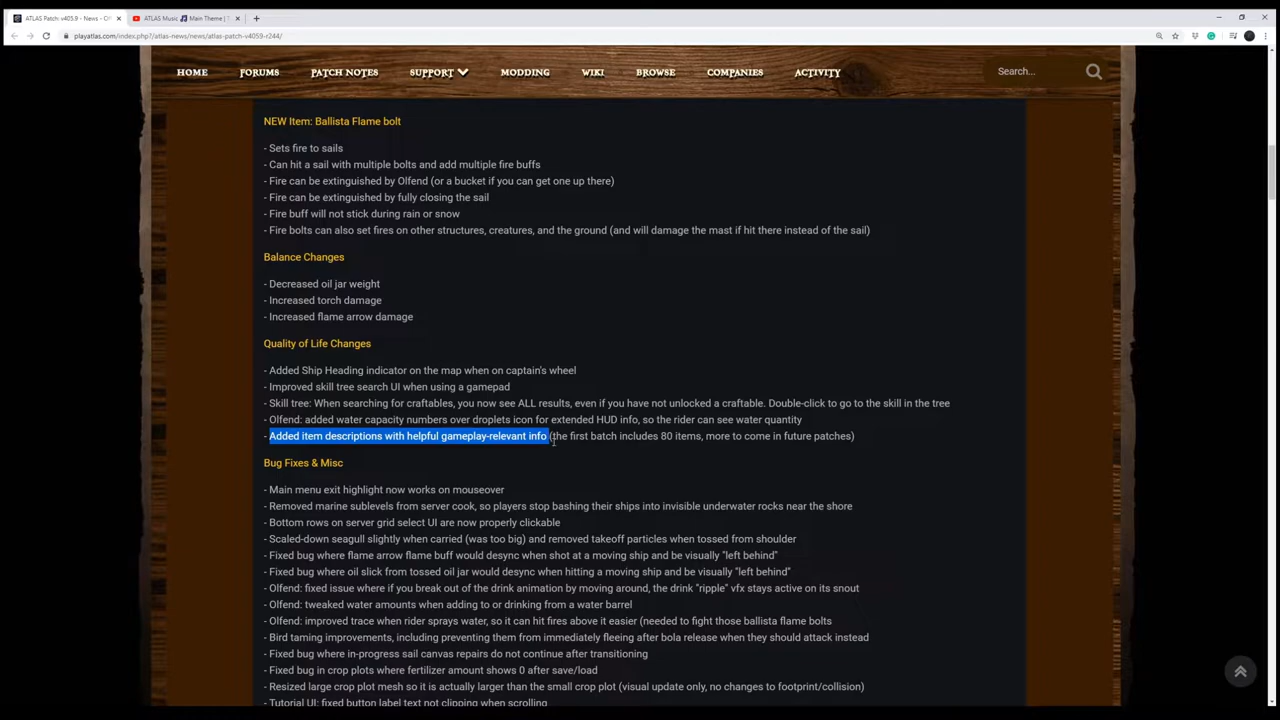 ATLAS Patch: v405.9 - News - Of
ATLAS Music 🎵 Main Theme | T
playatlas.com/index.php?/atlas-news/news/atlas-patch-v4059-r244/
HOME FORUMS PATCH NOTES SUPPORT MODDING WIKI BROWSE COMPANIES ACTIVITY Search...
NEW Item: Ballista Flame bolt
- Sets fire to sails
- Can hit a sail with multiple bolts and add multiple fire buffs
- Fire can be extinguished by Olfend (or a bucket if you can get one up there)
- Fire can be extinguished by fully closing the sail
- Fire buff will not stick during rain or snow
- Fire bolts can also set fires on other structures, creatures, and the ground (and will damage the mast if hit there instead of the sail)
Balance Changes
- Decreased oil jar weight
- Increased torch damage
- Increased flame arrow damage
Quality of Life Changes
- Added Ship Heading indicator on the map when on captain's wheel
- Improved skill tree search UI when using a gamepad
- Skill tree: When searching for craftables, you now see ALL results, even if you have not unlocked a craftable. Double-click to go to the skill in the tree
- Olfend: added water capacity numbers over droplets icon for extended HUD info, so the rider can see water quantity
- Added item descriptions with helpful gameplay-relevant info (the first batch includes 80 items, more to come in future patches)
Bug Fixes & Misc
- Main menu exit highlight now works on mouseover
- Removed marine sublevels from server cook, so players stop bashing their ships into invisible underwater rocks near the shore
- Bottom rows on server grid select UI are now properly clickable
- Scaled-down seagull slightly when carried (was too big) and removed takeoff particles when tossed from shoulder
- Fixed bug where flame arrow flame buff would desync when shot at a moving ship and be visually "left behind"
- Fixed bug where oil slick from tossed oil jar would desync when hitting a moving ship and be visually "left behind"
- Olfend: fixed issue where if you break out of the drink animation by moving around, the drink "ripple" vfx stays active on its snout
- Olfend: tweaked water amounts when adding to or drinking from a water barrel
- Olfend: improved trace when rider sprays water, so it can hit fires above it easier (needed to fight those ballista flame bolts
- Bird taming improvements, including preventing them from immediately fleeing after bola release when they should attack instead
- Fixed bug where in-progress sail canvas repairs do not continue after transitioning
- Fixed bug in crop plots where fertilizer amount shows 0 after save/load
- Resized large crop plot mesh so it is actually larger than the small crop plot (visual update only, no changes to footprint/collision)
- Tutorial UI: fixed button label text not clipping when scrolling